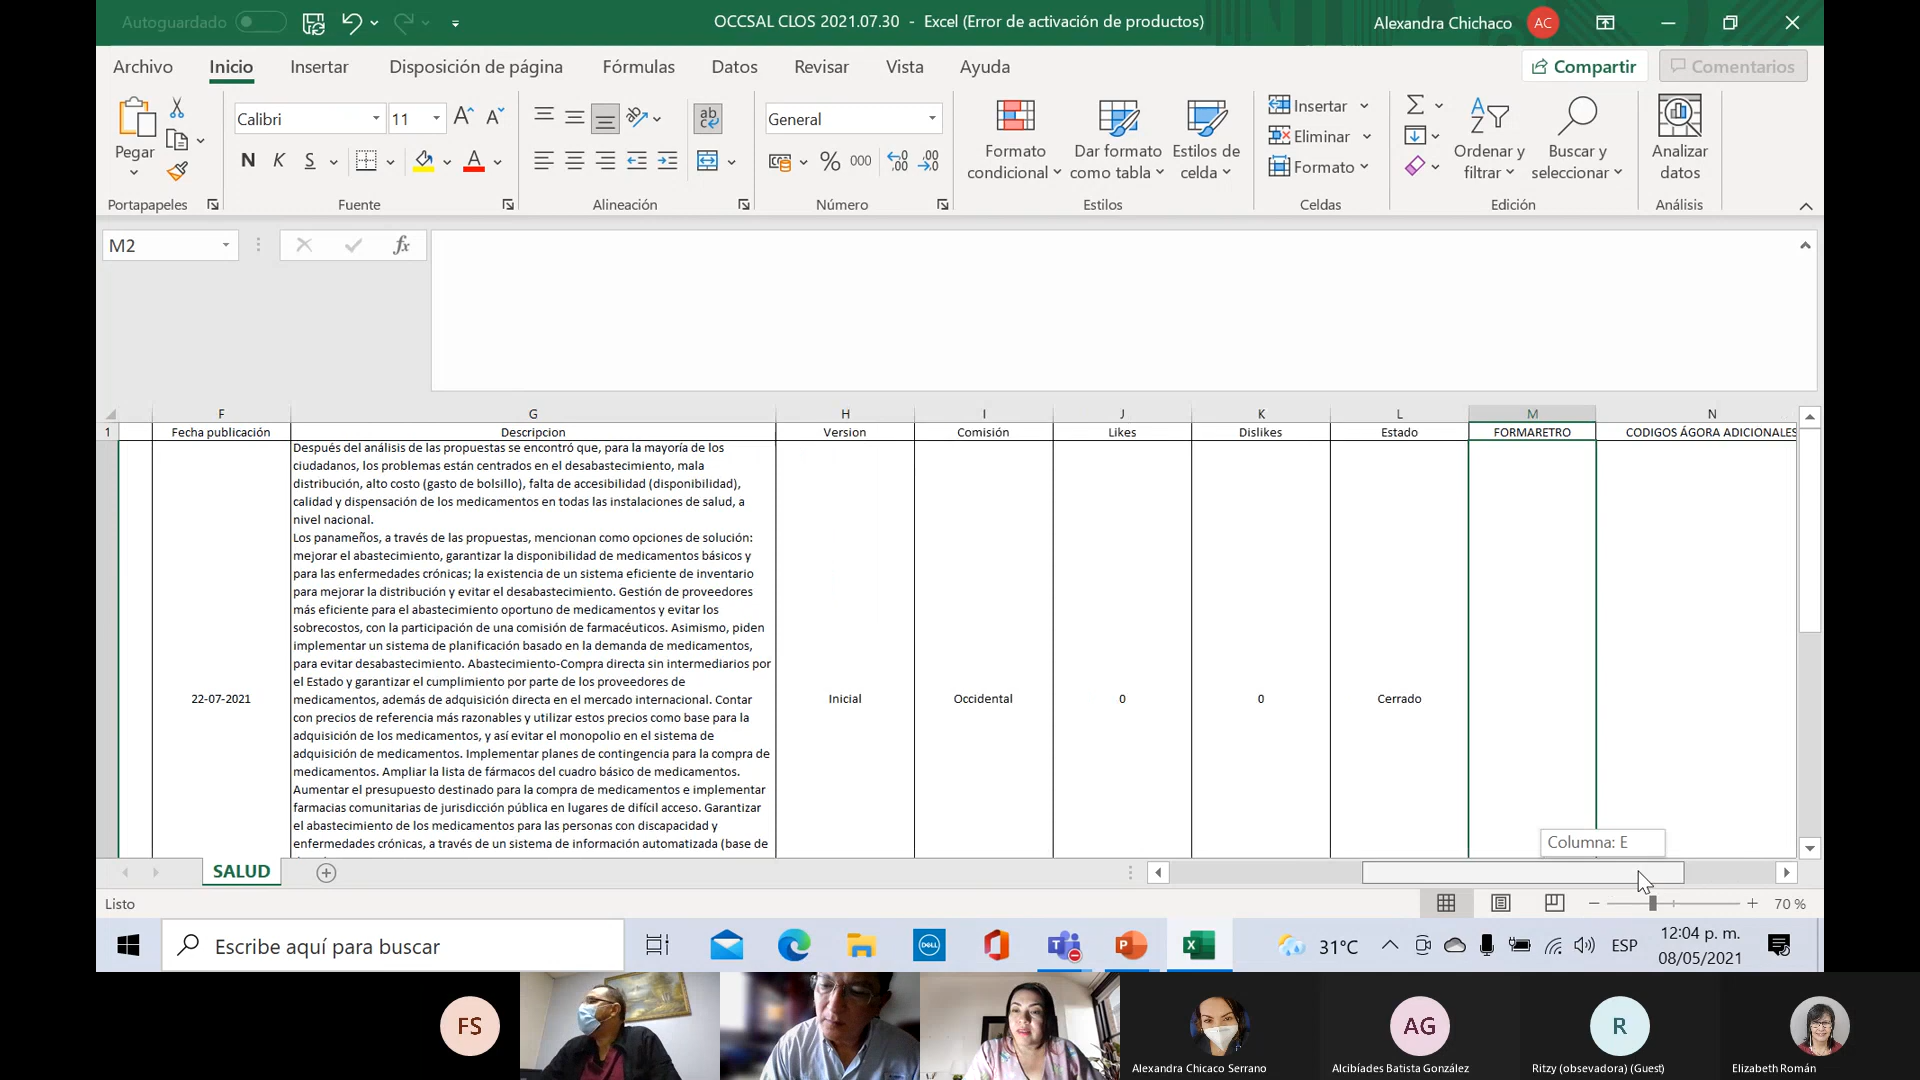 Autoguardado
OCCSAL CLOS 2021.07.30 - Excel (Error de activación de productos)
Alexandra Chichaco
AC
Archivo Inicio Insertar Disposición de página Fórmulas Datos Revisar Vista Ayuda
Compartir
Comentarios
Pegar
Portapapeles
Calibri 11
N K S
Fuente
Alineación
General
% 000
Número
Formato condicional
Dar formato como tabla
Estilos de celda
Estilos
Insertar
Eliminar
Formato
Celdas
Ordenar y filtrar
Buscar y seleccionar
Edición
Analizar datos
Análisis
M2
fx
F G H I J K L M N
1 Fecha publicación Descripcion Version Comisión Likes Dislikes Estado FORMARETRO CODIGOS ÁGORA ADICIONALES
Después del análisis de las propuestas se encontró que, para la mayoría de los
ciudadanos, los problemas están centrados en el desabastecimiento, mala
distribución, alto costo (gasto de bolsillo), falta de accesibilidad (disponibilidad),
calidad y dispensación de los medicamentos en todas las instalaciones de salud, a
nivel nacional.
Los panameños, a través de las propuestas, mencionan como opciones de solución:
mejorar el abastecimiento, garantizar la disponibilidad de medicamentos básicos y
para las enfermedades crónicas; la existencia de un sistema eficiente de inventario
para mejorar la distribución y evitar el desabastecimiento. Gestión de proveedores
más eficiente para el abastecimiento oportuno de medicamentos y evitar los
sobrecostos, con la participación de una comisión de farmacéuticos. Asimismo, piden
implementar un sistema de planificación basado en la demanda de medicamentos,
para evitar desabastecimiento. Abastecimiento-Compra directa sin intermediarios por
el Estado y garantizar el cumplimiento por parte de los proveedores de
medicamentos, además de adquisición directa en el mercado internacional. Contar
con precios de referencia más razonables y utilizar estos precios como base para la
adquisición de los medicamentos, y así evitar el monopolio en el sistema de
adquisición de medicamentos. Implementar planes de contingencia para la compra de
medicamentos. Ampliar la lista de fármacos del cuadro básico de medicamentos.
Aumentar el presupuesto destinado para la compra de medicamentos e implementar
farmacias comunitarias de jurisdicción pública en lugares de difícil acceso. Garantizar
el abastecimiento de los medicamentos para las personas con discapacidad y
enfermedades crónicas, a través de un sistema de información automatizada (base de
22-07-2021 Inicial Occidental 0 0 Cerrado
Columna: E
SALUD
Listo
70 %
Escribe aquí para buscar
DELL
31°C
ESP
12:04 p. m.
08/05/2021
FS
AG
R
Alexandra Chicaco Serrano
Alcibíades Batista González
Ritzy (obsevadora) (Guest)
Elizabeth Román